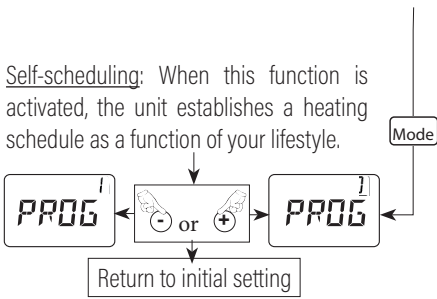 Self-scheduling: When this function is
activated, the unit establishes a heating
schedule as a function of your lifestyle.
Mode
PROG
- or +
PROG
Return to initial setting